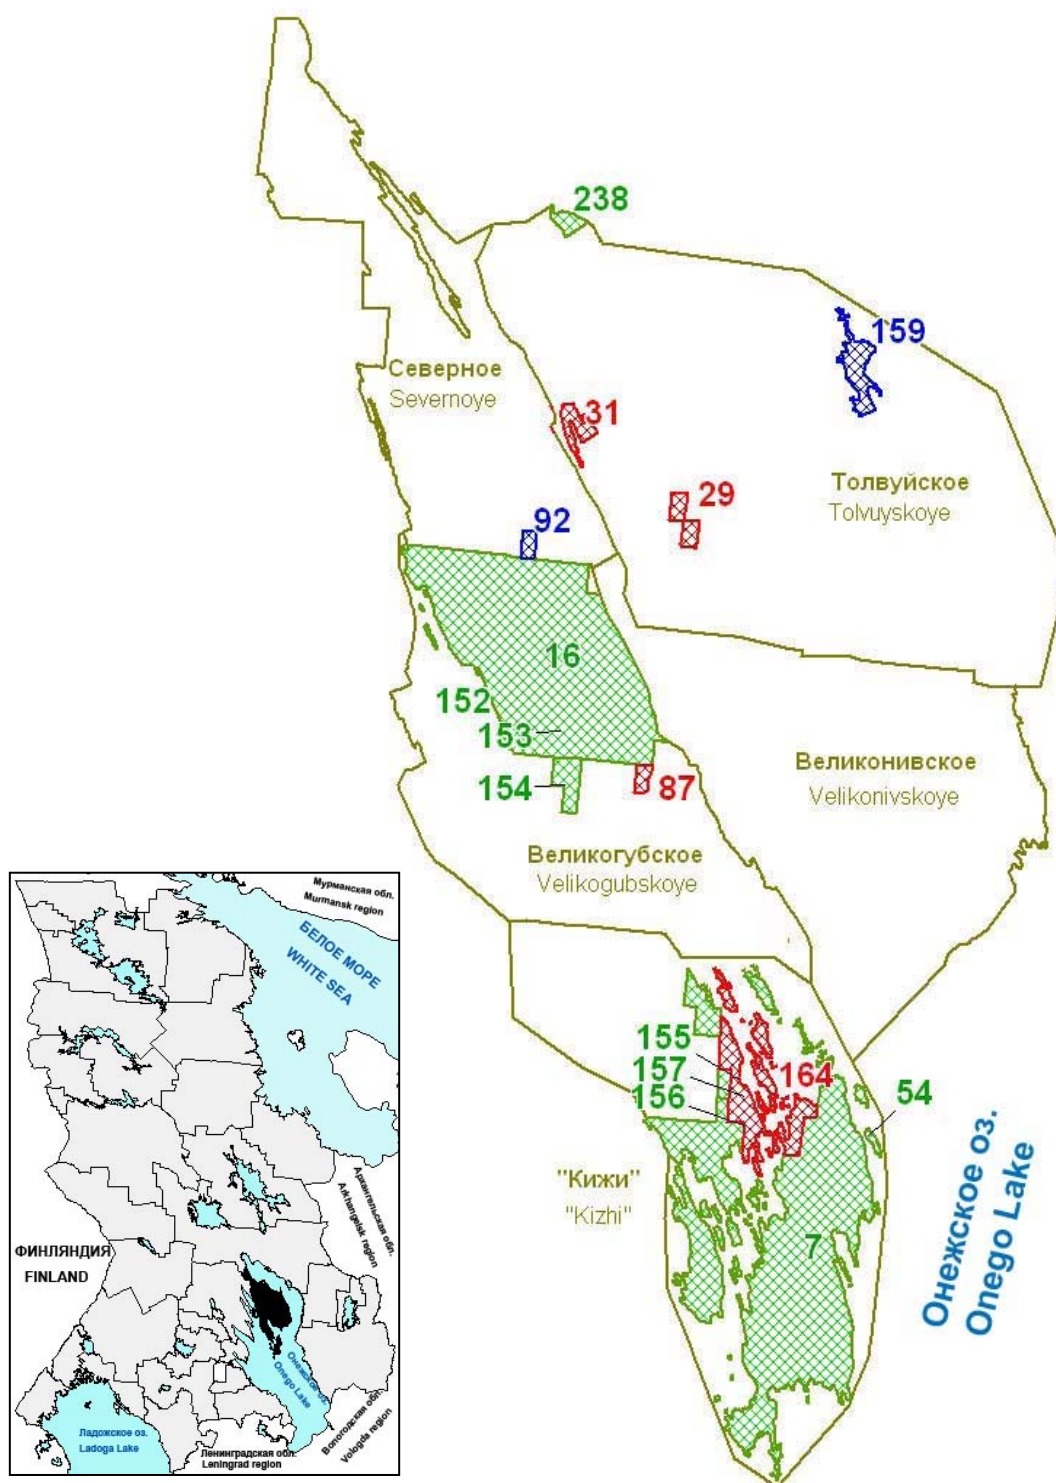 238
159
Северное
Severnoye
31
Толвуйское
Tolvuyskoye
29
92
16
152
153
154
87
Великонивское
Velikonivskoye
Великогубское
Velikogubskoye
155
157
156
164
54
"Кижи"
"Kizhi"
7
Онежское оз.
Onego Lake
Мурманская обл.
Murmansk region
БЕЛОЕ МОРЕ
WHITE SEA
Архангельская обл.
Arkhangelsk region
ФИНЛЯНДИЯ
FINLAND
Онежское оз.
Onego Lake
Вологодская обл.
Vologda region
Ладожское оз.
Ladoga Lake
Ленинградская обл.
Leningrad region